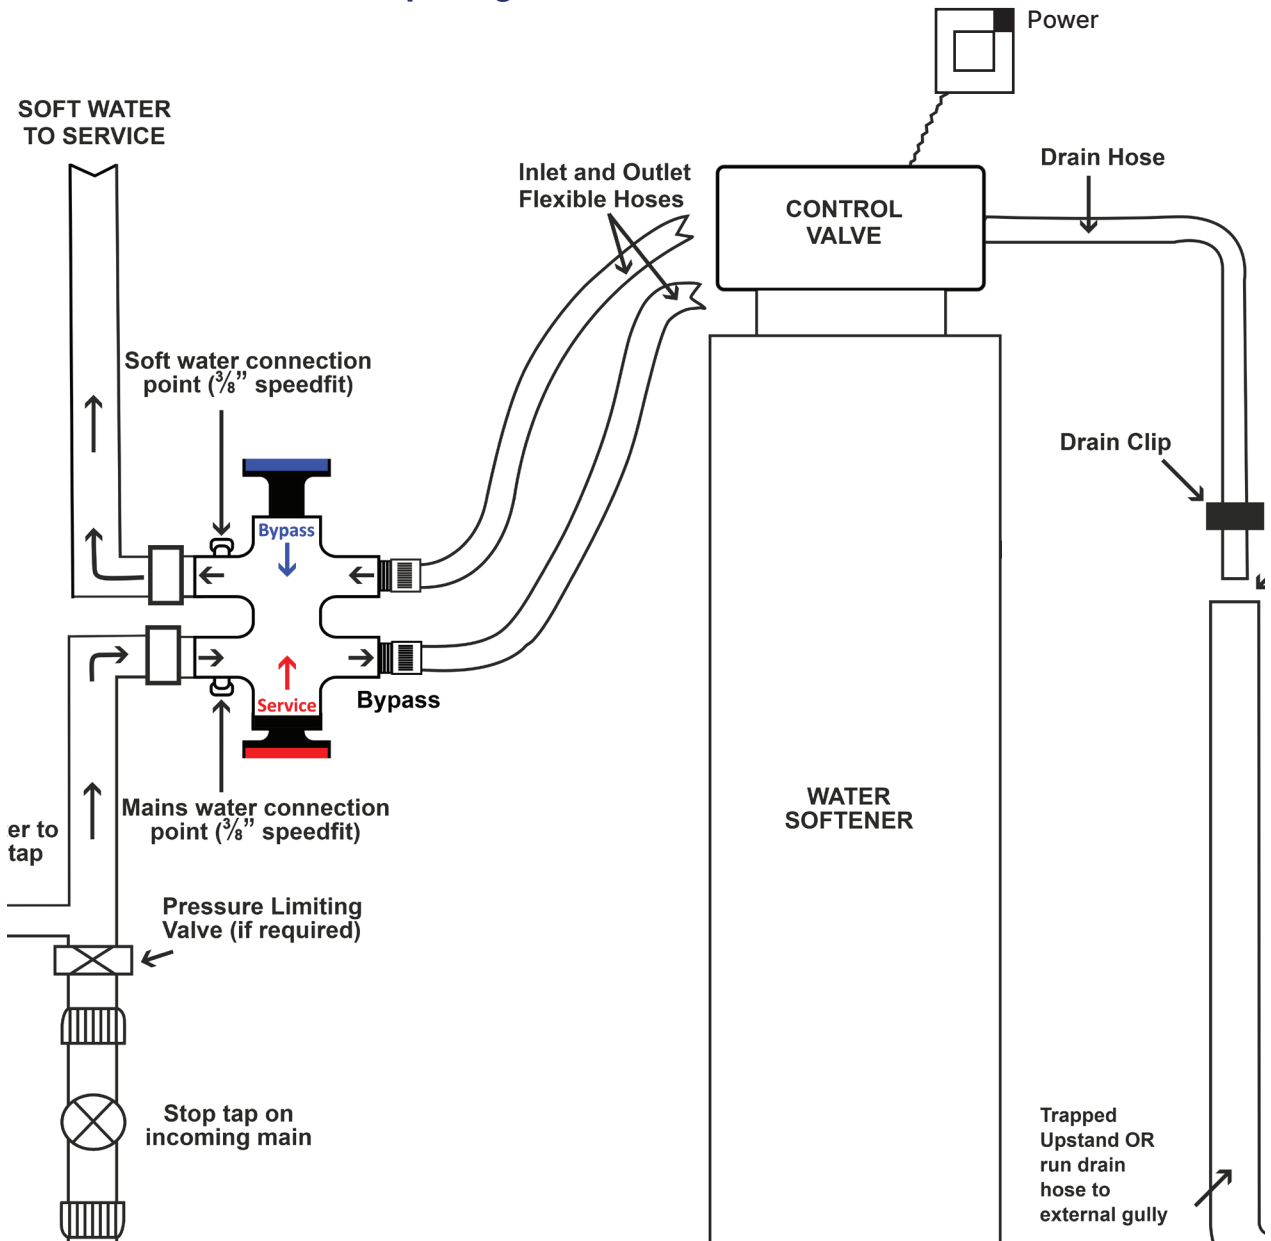 Power
SOFT WATER
TO SERVICE
Drain Hose
Inlet and Outlet
Flexible Hoses
CONTROL
VALVE
Soft water connection
point (⅜” speedfit)
Drain Clip
Bypass
Service
Bypass
Mains water connection
point (⅜” speedfit)
er to
tap
WATER
SOFTENER
Pressure Limiting
Valve (if required)
Stop tap on
incoming main
Trapped
Upstand OR
run drain
hose to
external gully